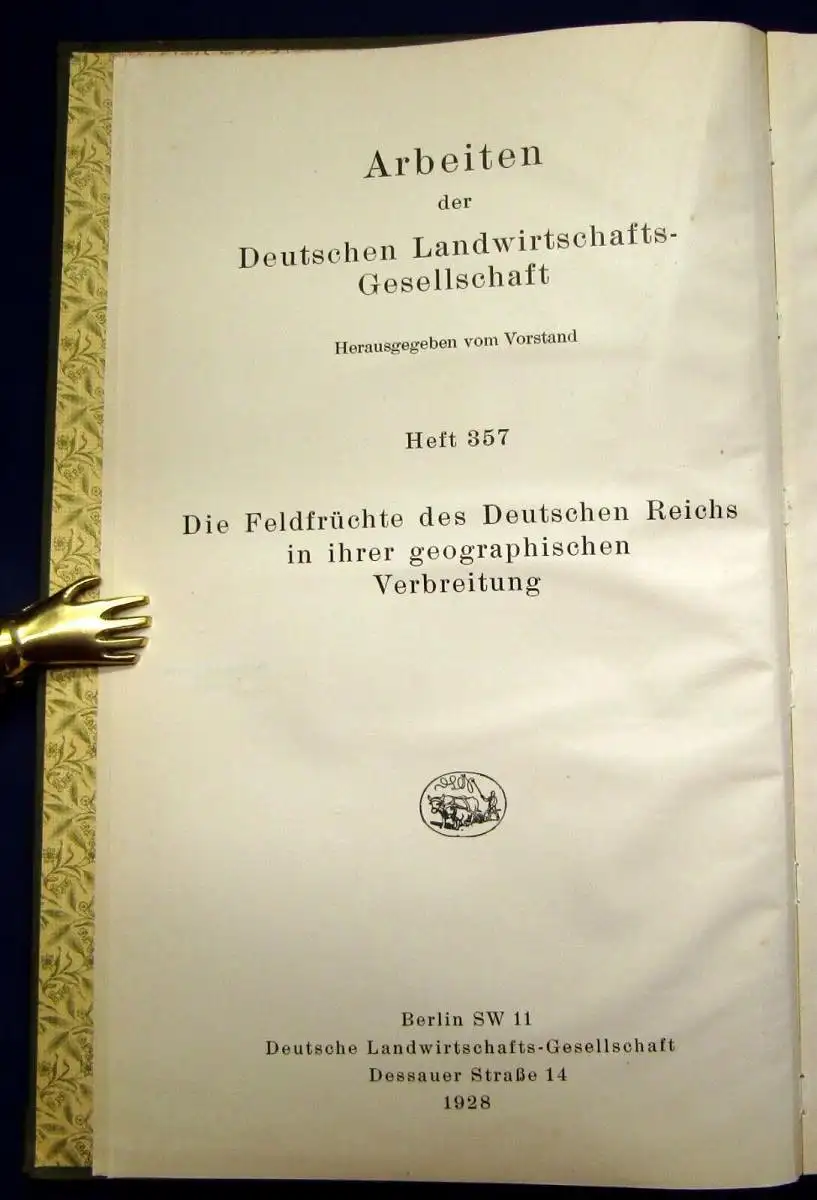 Arbeiten
der
Deutschen Landwirtschafts-
Gesellschaft
Herausgegeben vom Vorstand
Heft 357
Die Feldfrüchte des Deutschen Reichs
in ihrer geographischen
Verbreitung
Berlin SW 11
Deutsche Landwirtschafts-Gesellschaft
Dessauer Straße 14
1928